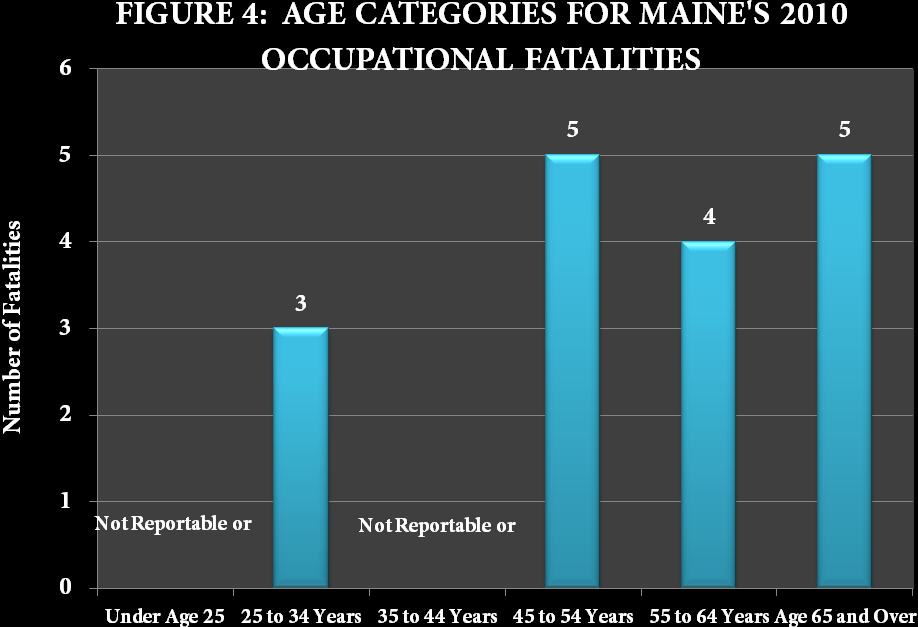 FIGURE 4:  AGE CATEGORIES FOR MAINE'S 2010
OCCUPATIONAL FATALITIES
Number of Fatalities
6
5
4
3
2
1
0
3
5
4
5
Not Reportable or
Not Reportable or
Under Age 25
25 to 34 Years
35 to 44 Years
45 to 54 Years
55 to 64 Years
Age 65 and Over